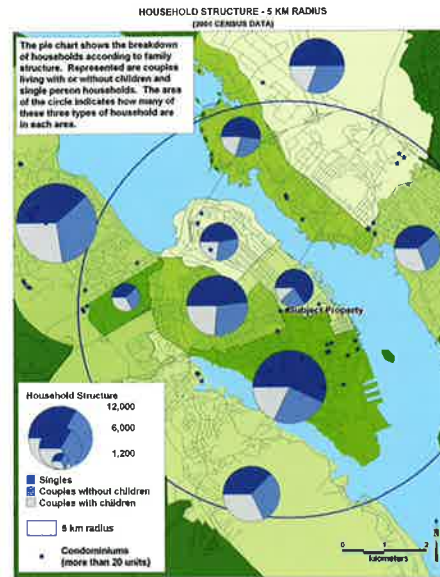 HOUSEHOLD STRUCTURE - 5 KM RADIUS
(2001 CENSUS DATA)
The pie chart shows the breakdown
of households according to family
structure. Represented are couples
living with or without children and
single person households. The area
of the circle indicates how many of
these three types of household are
in each area.
Subject Property
Household Structure
12,000
6,000
1,200
Singles
Couples without children
Couples with children
5 km radius
Condominiums
(more than 20 units)
0 1 2
kilometers
N